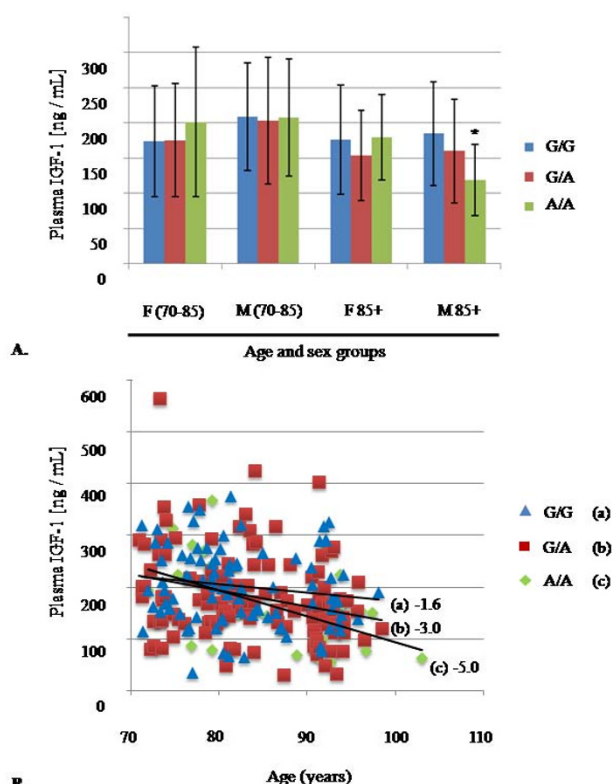 300
250
200
150
100
50
0
Plasma IGF-1 [ng / mL]
*
G/G
G/A
A/A
F (70-85) M (70-85) F 85+ M 85+
A. Age and sex groups
600
500
400
300
200
100
0
Plasma IGF-1 [ng / mL]
G/G (a)
G/A (b)
A/A (c)
(a) -1.6
(b) -3.0
(c) -5.0
70 80 90 100 110
Age (years)